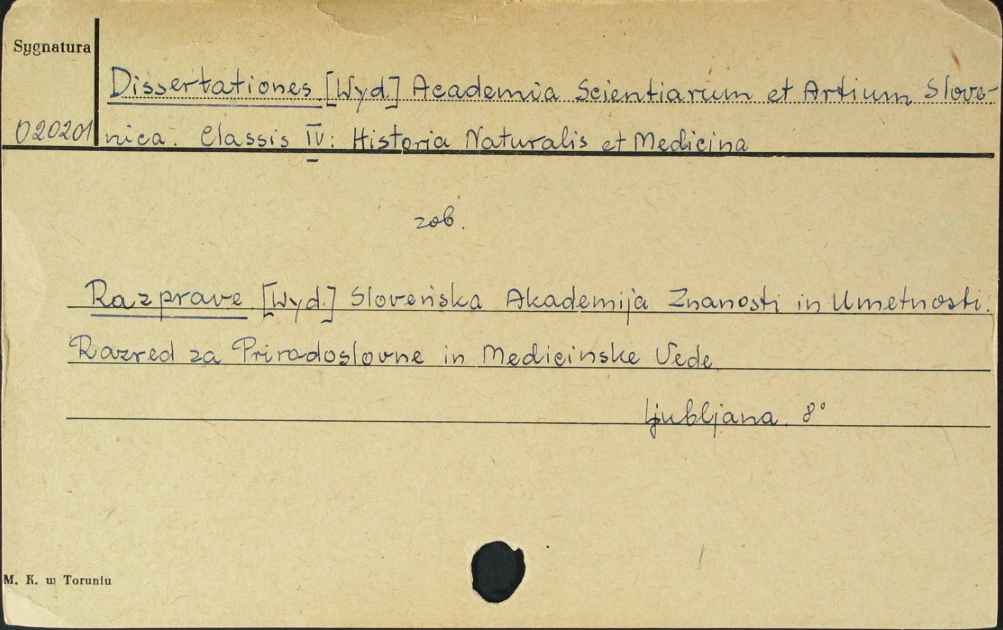 Sygnatura
Dissertationes [Wyd.] Academia Scientiarum et Artium Slove-
020201 nica. Classis IV: Historia Naturalis et Medicina
zob.
Razprave [Wyd.] Slovenska Akademija Znanosti in Umetnosti.
Razred za Prirodoslovne in Medicinske Vede
Ljubljana 8°
M. K. w Toruniu